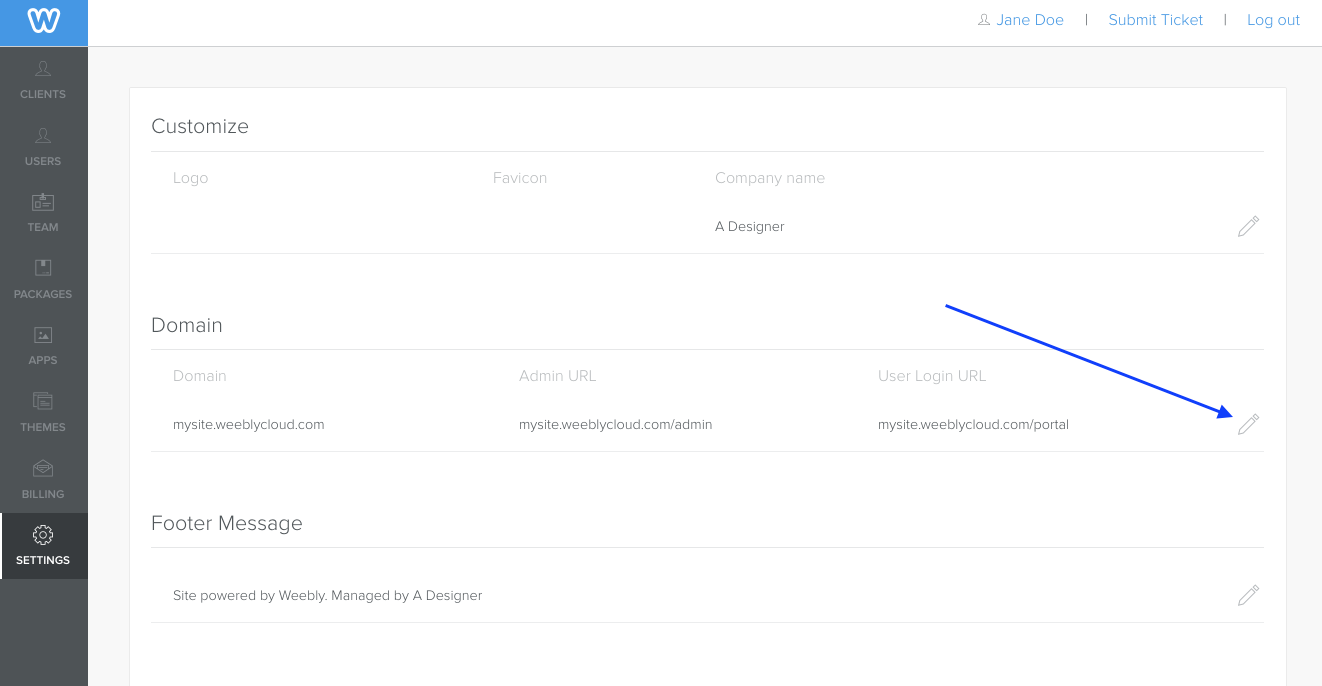 Jane Doe | Submit Ticket | Log out
CLIENTS
USERS
TEAM
PACKAGES
APPS
THEMES
BILLING
SETTINGS
Customize
Logo Favicon Company name
A Designer
Domain
Domain Admin URL User Login URL
mysite.weeblycloud.com mysite.weeblycloud.com/admin mysite.weeblycloud.com/portal
Footer Message
Site powered by Weebly. Managed by A Designer